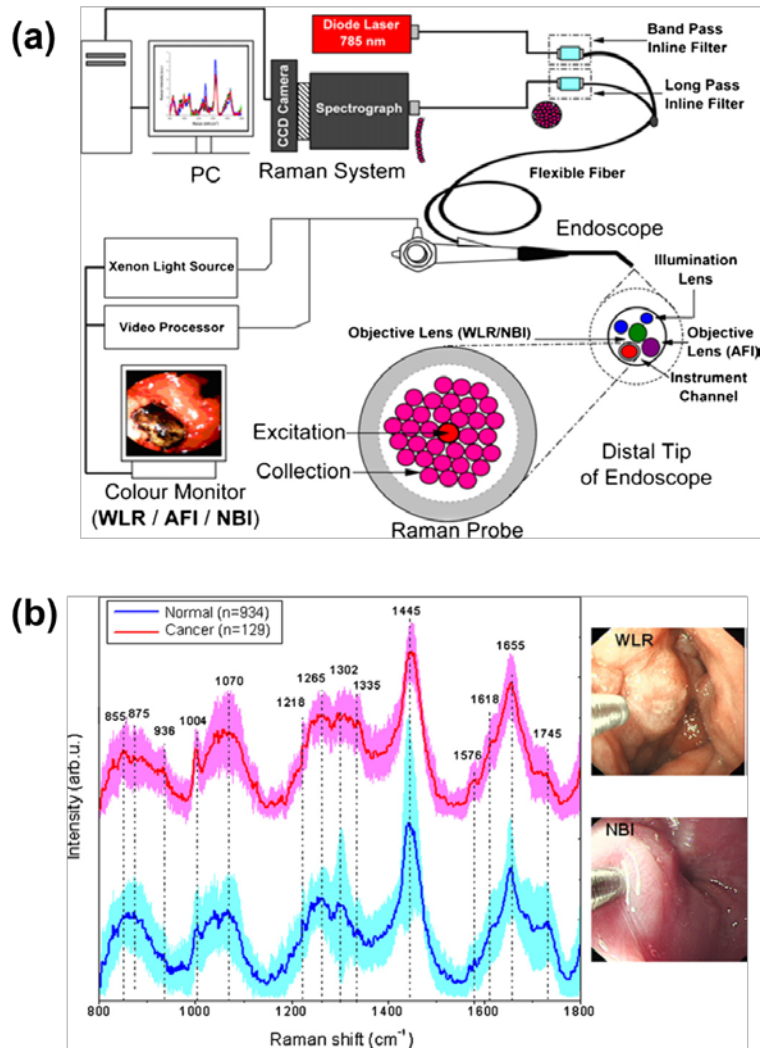 (a)
Diode Laser
785 nm
Band Pass
Inline Filter
CCD Camera
Spectrograph
Long Pass
Inline Filter
PC
Raman System
Flexible Fiber
Endoscope
Xenon Light Source
Illumination
Lens
Video Processor
Objective Lens (WLR/NBI)
Objective
Lens (AFI)
Instrument
Channel
Excitation
Collection
Distal Tip
of Endoscope
Colour Monitor
(WLR / AFI / NBI)
Raman Probe
(b)
Normal (n=934)
Cancer (n=129)
1445
1655
1265
1302
1070
1335
1218
1618
855
875
936
1004
1576
1745
WLR
NBI
Intensity (arb.u.)
800
1000
1200
1400
1600
1800
Raman shift (cm⁻¹)